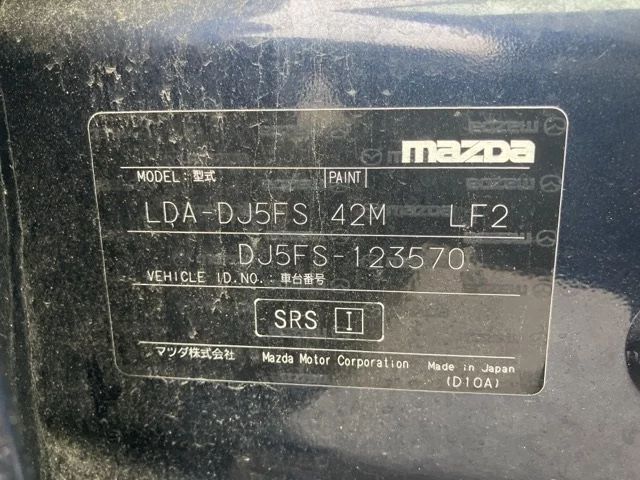 mazda
MODEL:型式 PAINT
LDA-DJ5FS 42M LF2
DJ5FS-123570
VEHICLE ID.NO.:車台番号
SRS I
マツダ株式会社 Mazda Motor Corporation Made in Japan
(D10A)